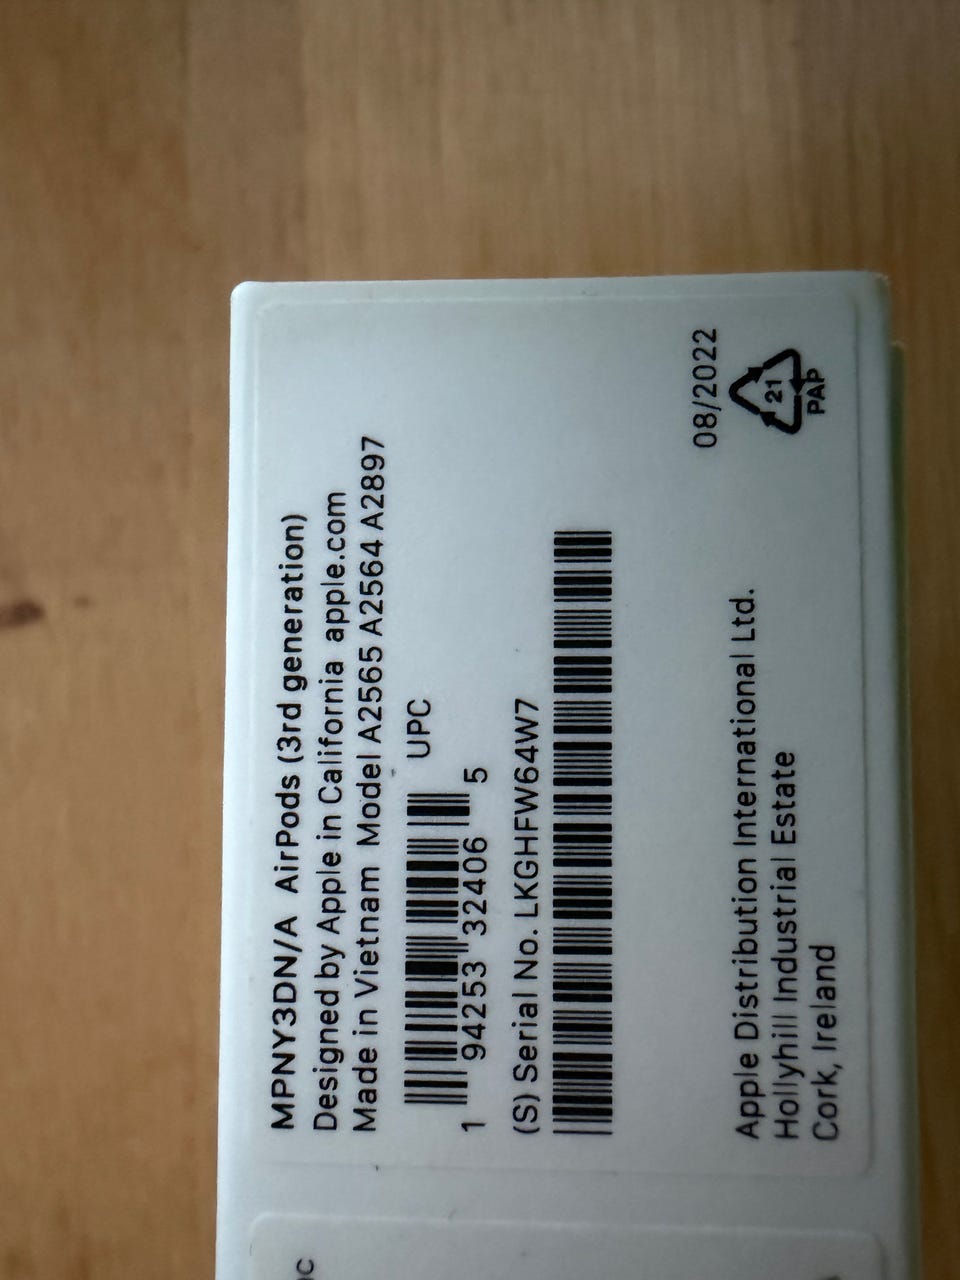 MPNY3DN/A AirPods (3rd generation)
Designed by Apple in California apple.com
Made in Vietnam Model A2565 A2564 A2897
UPC
1 94253 32406 5
(S) Serial No. LKGHFW64W7
08/2022
21
PAP
Apple Distribution International Ltd.
Hollyhill Industrial Estate
Cork, Ireland